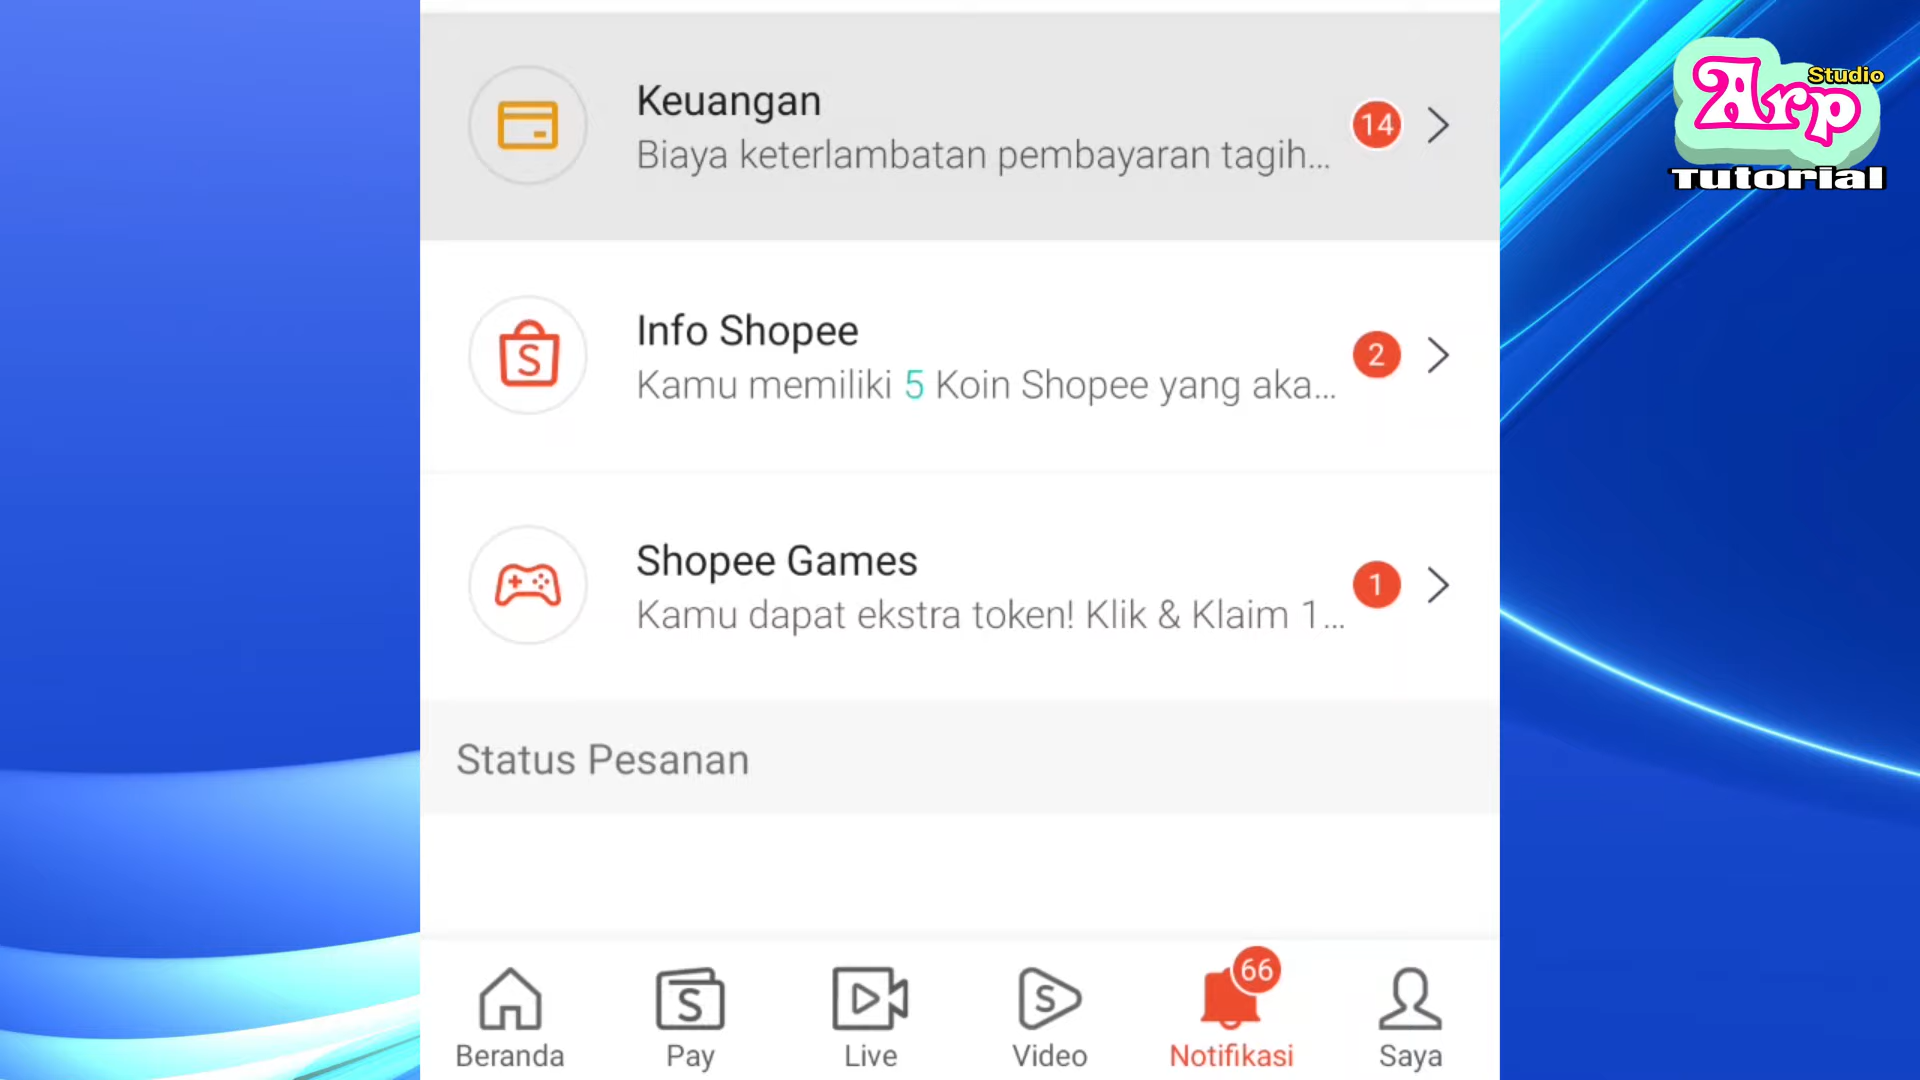 Keuangan
14
Biaya keterlambatan pembayaran tagih...
Info Shopee
2
Kamu memiliki 5 Koin Shopee yang aka...
Shopee Games
1
Kamu dapat ekstra token! Klik & Klaim 1...
Status Pesanan
66
Beranda
Pay
Live
Video
Notifikasi
Saya
Studio
Arp
Tutorial